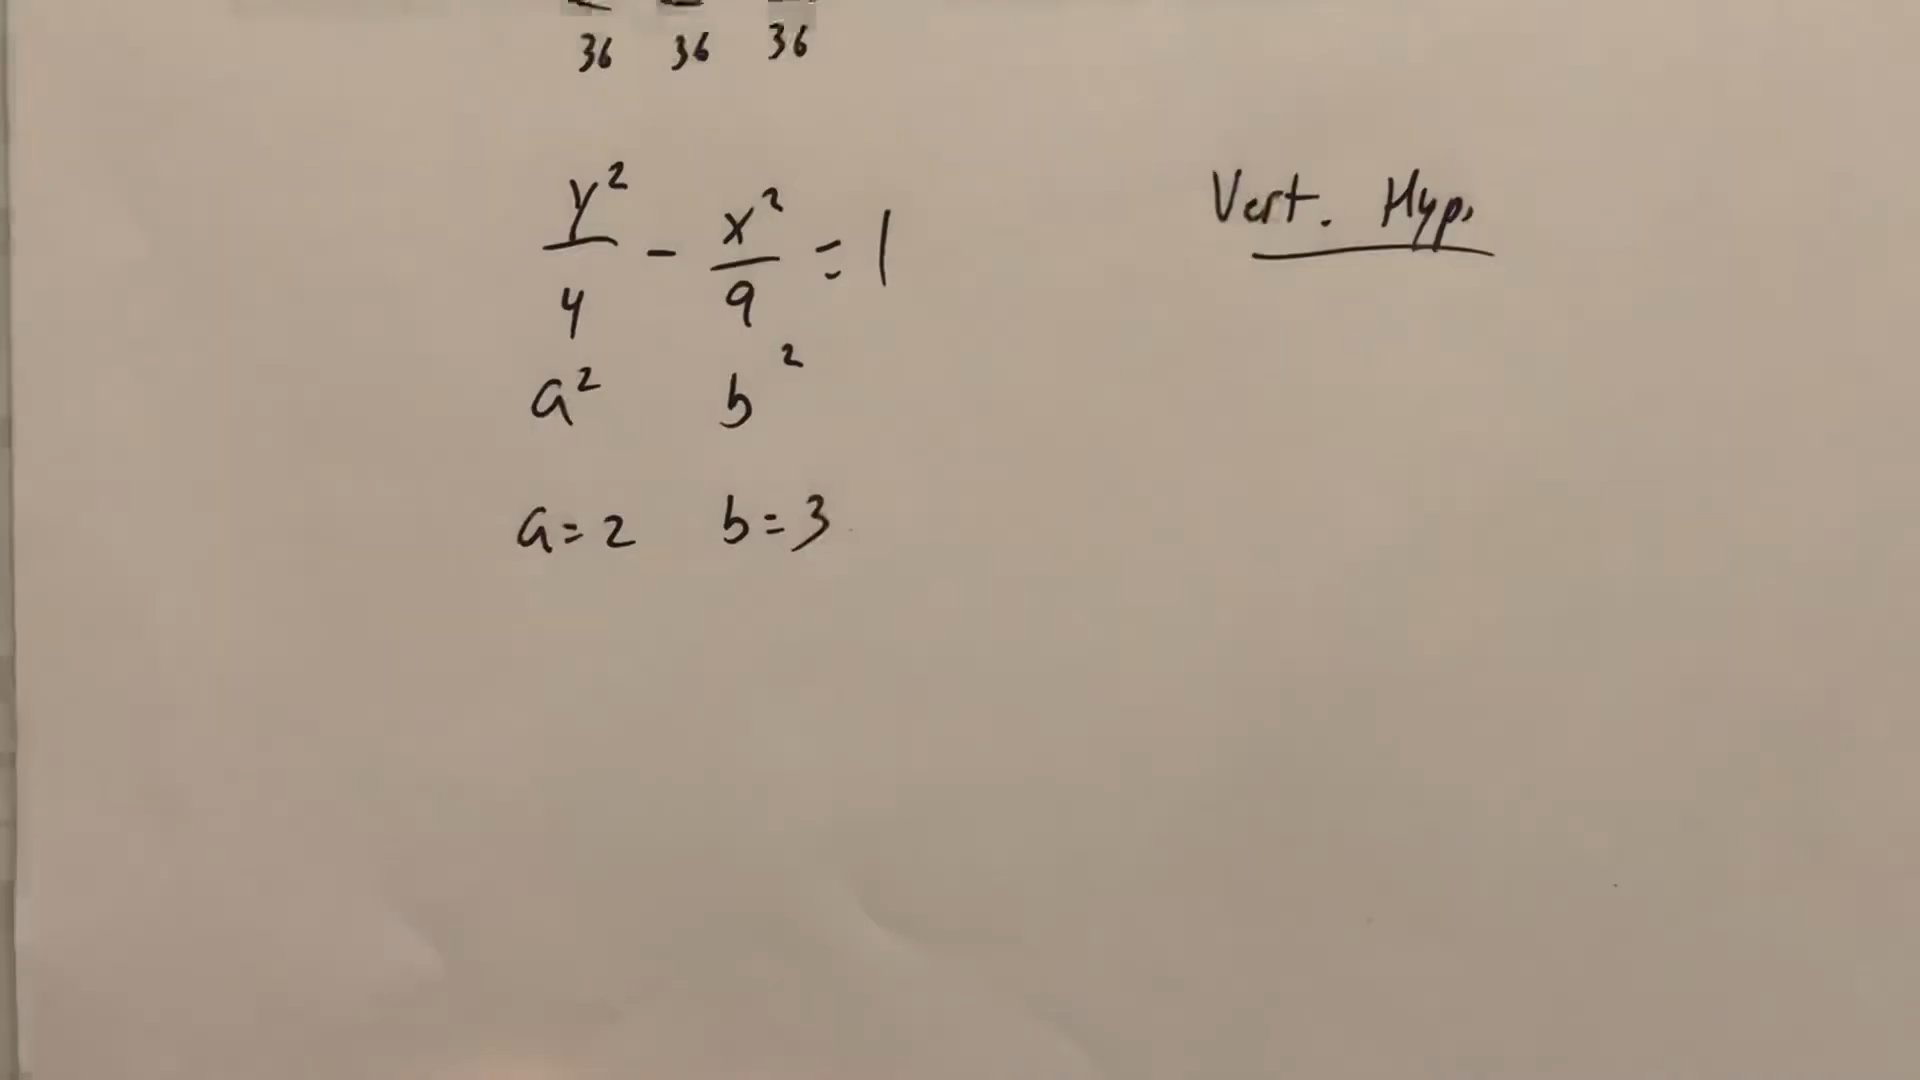 36 36 36
y²/4 - x²/9 = 1
Vert. Hyp.
a² b²
a=2 b=3